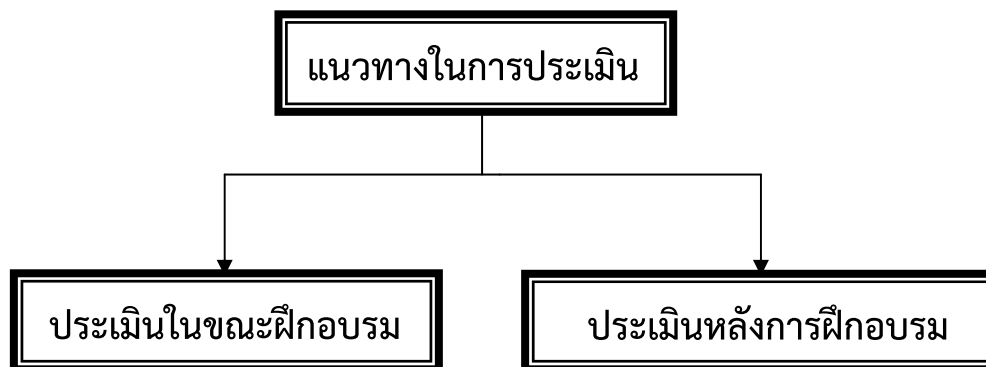 แนวทางในการประเมิน
ประเมินในขณะฝึกอบรม
ประเมินหลังการฝึกอบรม